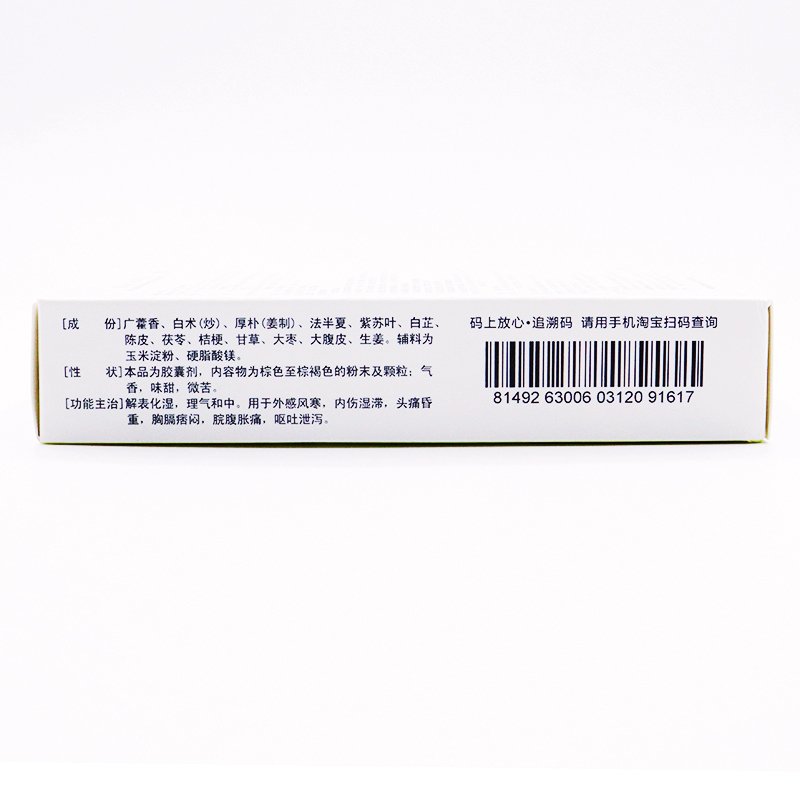 [成　份]广藿香、白术(炒)、厚朴(姜制)、法半夏、紫苏叶、白芷、
陈皮、茯苓、桔梗、甘草、大枣、大腹皮、生姜。辅料为
玉米淀粉、硬脂酸镁。
[性　状]本品为胶囊剂，内容物为棕色至棕褐色的粉末及颗粒；气
香，味甜，微苦。
[功能主治]解表化湿，理气和中。用于外感风寒，内伤湿滞，头痛昏
重，胸膈痞闷，脘腹胀痛，呕吐泄泻。
码上放心•追溯码 请用手机淘宝扫码查询
81492 63006 03120 91617